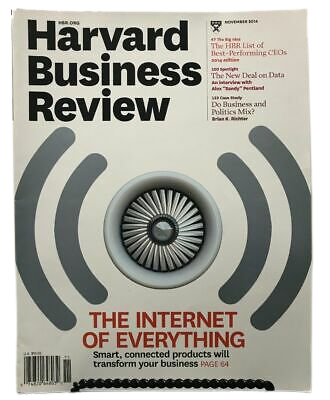 HBR.ORG
Harvard
Business
Review
NOVEMBER 2014
47 The Big Idea
The HBR List of
Best-Performing CEOs
2014 edition
100 Spotlight
The New Deal on Data
An interview with
Alex "Sandy" Pentland
119 Case Study
Do Business and
Politics Mix?
Brian K. Richter
THE INTERNET
OF EVERYTHING
Smart, connected products will
transform your business PAGE 64